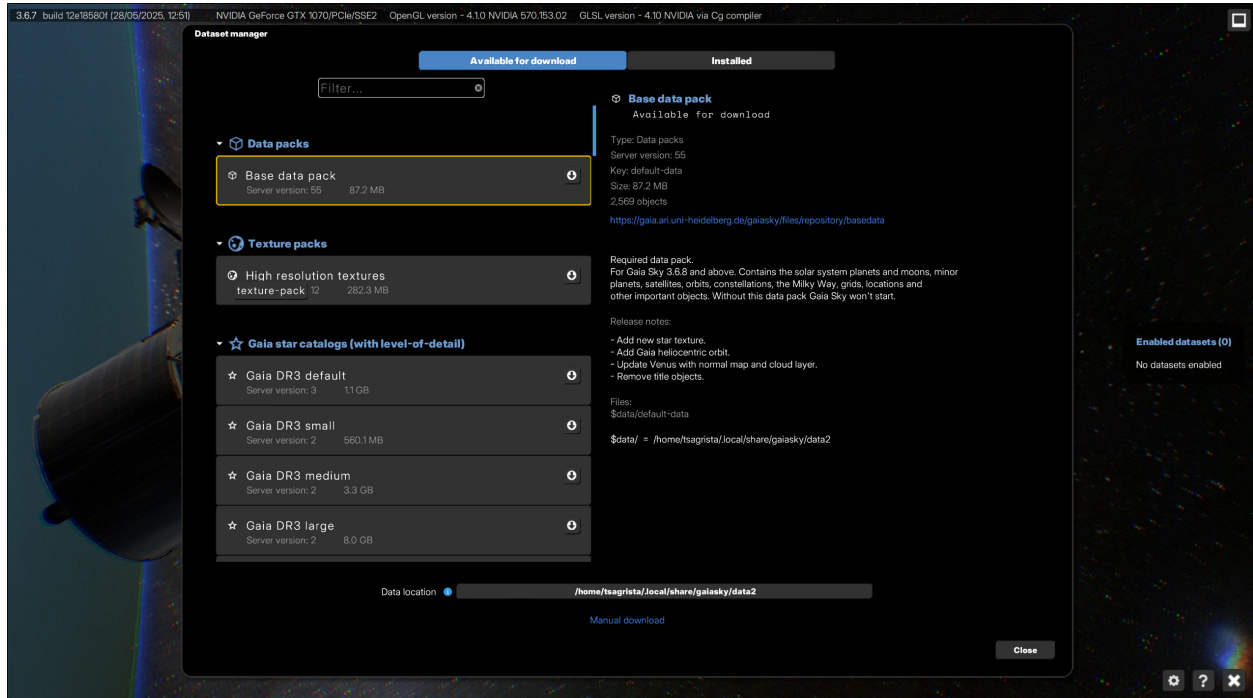 3.6.7 build 12e18580f (28/05/2025, 12:51) NVIDIA GeForce GTX 1070/PCIe/SSE2 OpenGL version - 4.1.0 NVIDIA 570.153.02 GLSL version - 4.10 NVIDIA via Cg compiler
Dataset manager
Available for download Installed
Filter...
Data packs
Base data pack
Server version: 55 87.2 MB
Texture packs
High resolution textures
texture-pack 12 282.3 MB
Gaia star catalogs (with level-of-detail)
Gaia DR3 default
Server version: 3 1.1 GB
Gaia DR3 small
Server version: 2 560.1 MB
Gaia DR3 medium
Server version: 2 3.3 GB
Gaia DR3 large
Server version: 2 8.0 GB
Base data pack
Available for download
Type: Data packs
Server version: 55
Key: default-data
Size: 87.2 MB
2,569 objects
https://gaia.ari.uni-heidelberg.de/gaiasky/files/repository/basedata
Required data pack.
For Gaia Sky 3.6.8 and above. Contains the solar system planets and moons, minor
planets, satellites, orbits, constellations, the Milky Way, grids, locations and
other important objects. Without this data pack Gaia Sky won't start.
Release notes:
- Add new star texture.
- Add Gaia heliocentric orbit.
- Update Venus with normal map and cloud layer.
- Remove title objects.
Files:
$data/default-data
$data/ = /home/tsagrista/.local/share/gaiasky/data2
Enabled datasets (0)
No datasets enabled
Data location /home/tsagrista/.local/share/gaiasky/data2
Manual download
Close